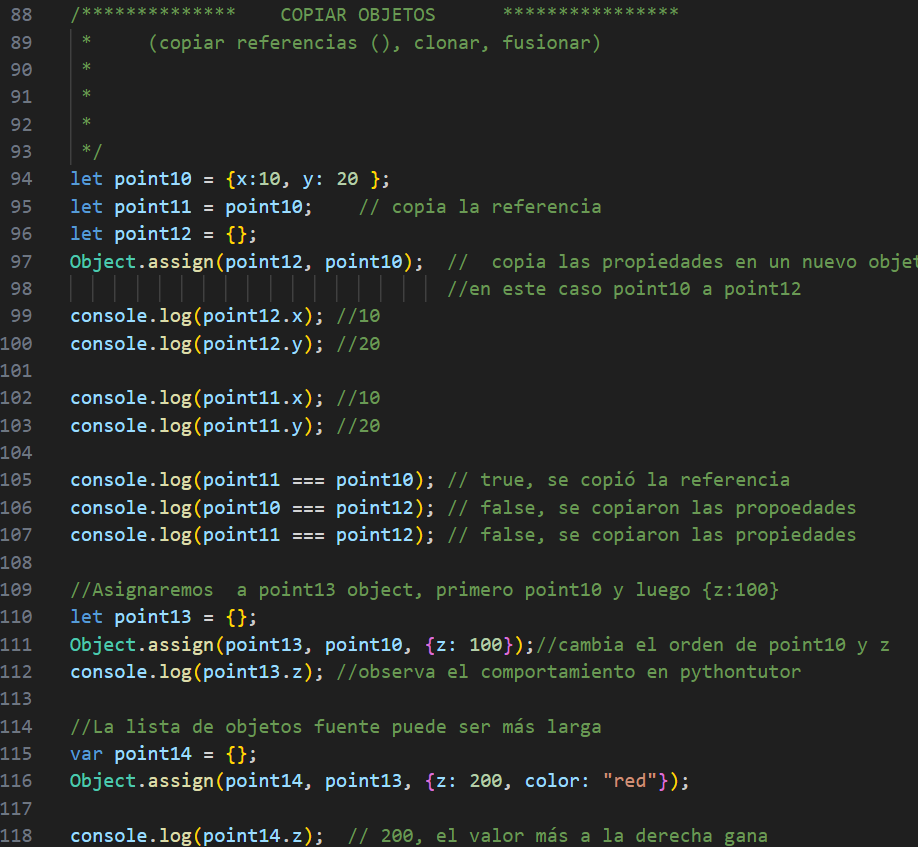 88 /************** COPIAR OBJETOS ****************
89 * (copiar referencias (), clonar, fusionar)
90 *
91 *
92 *
93 */
94 let point10 = {x:10, y: 20 };
95 let point11 = point10; // copia la referencia
96 let point12 = {};
97 Object.assign(point12, point10); // copia las propiedades en un nuevo objet
98 //en este caso point10 a point12
99 console.log(point12.x); //10
100 console.log(point12.y); //20
101
102 console.log(point11.x); //10
103 console.log(point11.y); //20
104
105 console.log(point11 === point10); // true, se copió la referencia
106 console.log(point10 === point12); // false, se copiaron las propoedades
107 console.log(point11 === point12); // false, se copiaron las propiedades
108
109 //Asignaremos a point13 object, primero point10 y luego {z:100}
110 let point13 = {};
111 Object.assign(point13, point10, {z: 100});//cambia el orden de point10 y z
112 console.log(point13.z); //observa el comportamiento en pythontutor
113
114 //La lista de objetos fuente puede ser más larga
115 var point14 = {};
116 Object.assign(point14, point13, {z: 200, color: "red"});
117
118 console.log(point14.z); // 200, el valor más a la derecha gana